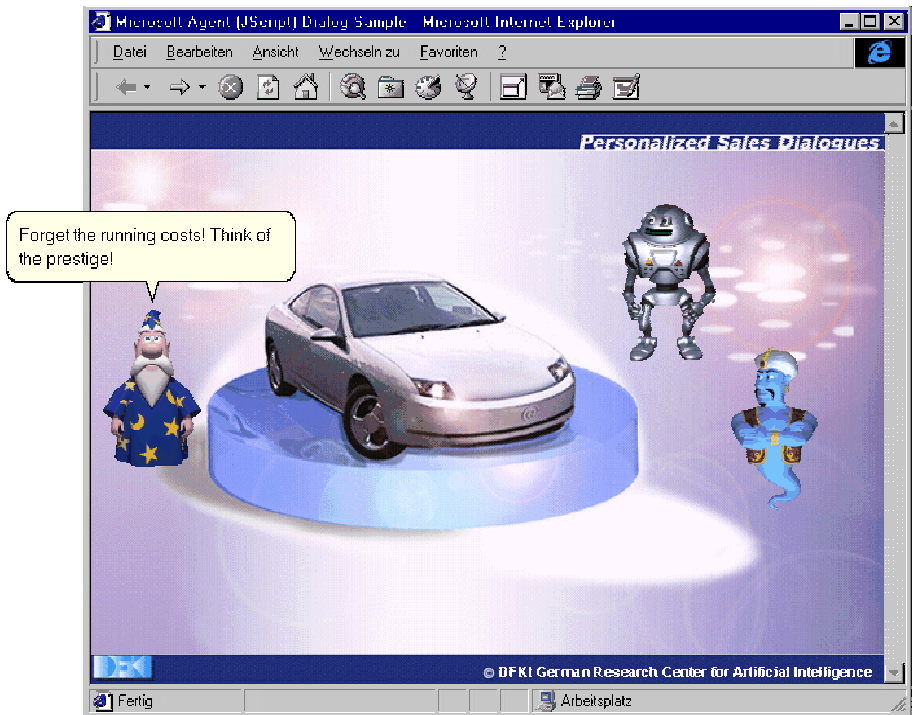 Microsoft Agent (JScript) Dialog Sample - Microsoft Internet Explorer
Datei Bearbeiten Ansicht Wechseln zu Favoriten ?
Personalized Sales Dialogues
Forget the running costs! Think of
the prestige!
DFKI
© DFKI German Research Center for Artificial Intelligence
Fertig Arbeitsplatz